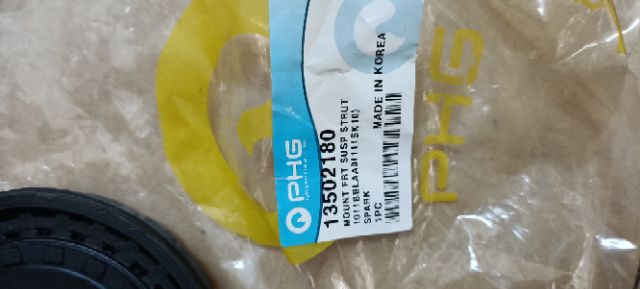 PHG
13502180
MOUNT FRT SUSP STRUT
SPARK
1PC
MADE IN KOREA
PHG